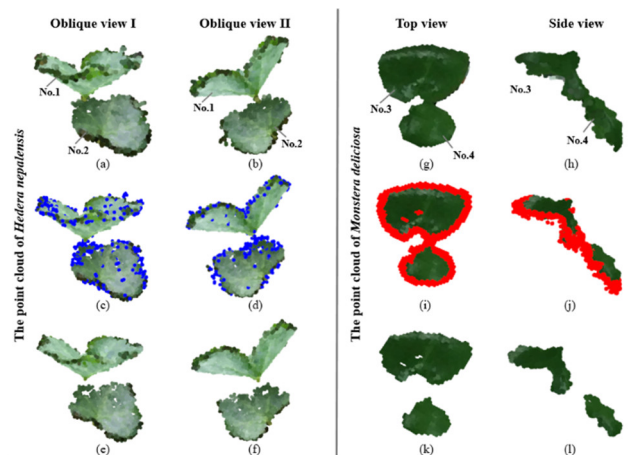 Oblique view I
Oblique view II
Top view
Side view
The point cloud of Hedera nepalensis
The point cloud of Monstera deliciosa
No.1
No.2
No.1
No.2
No.3
No.4
No.3
No.4
(a)
(b)
(g)
(h)
(c)
(d)
(i)
(j)
(e)
(f)
(k)
(l)